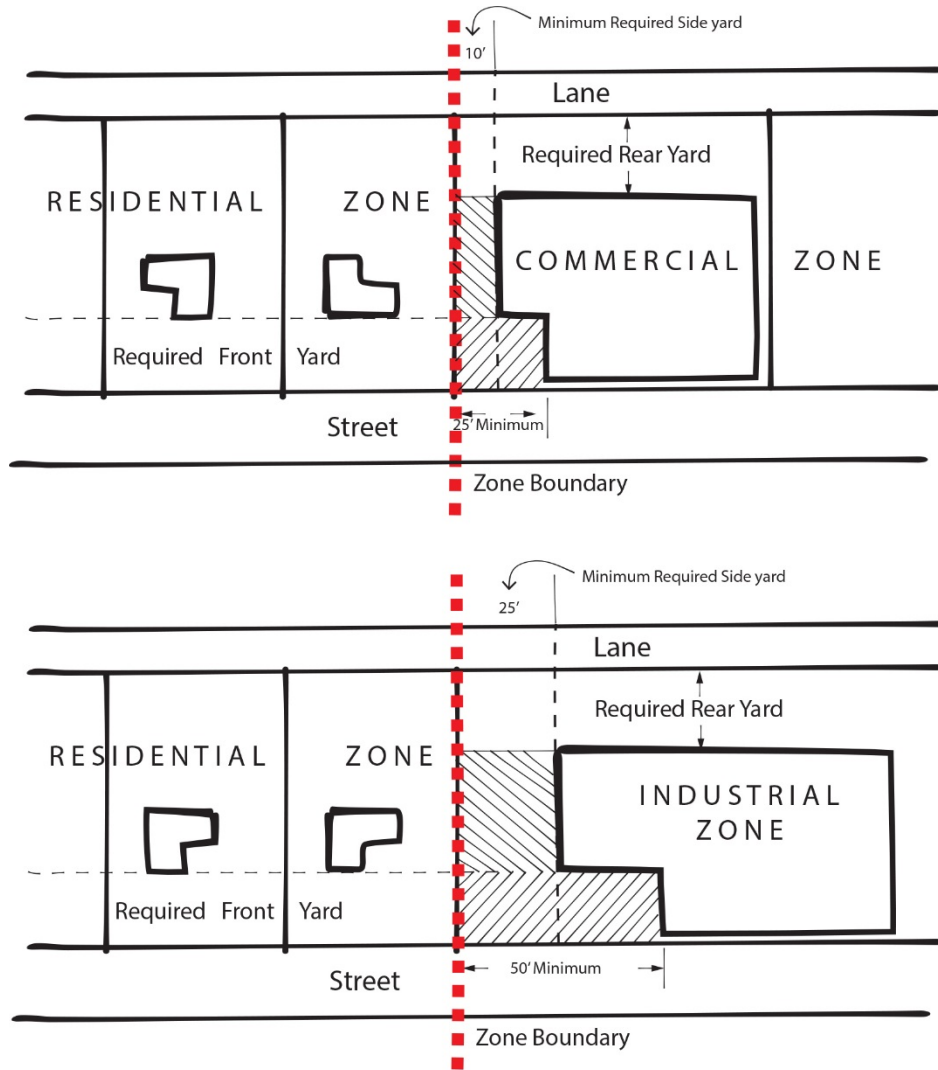 Minimum Required Side yard
10'
Lane
Required Rear Yard
RESIDENTIAL ZONE
COMMERCIAL ZONE
Required Front Yard
25' Minimum
Street
Zone Boundary
Minimum Required Side yard
25'
Lane
Required Rear Yard
RESIDENTIAL ZONE
INDUSTRIAL
ZONE
Required Front Yard
50' Minimum
Street
Zone Boundary